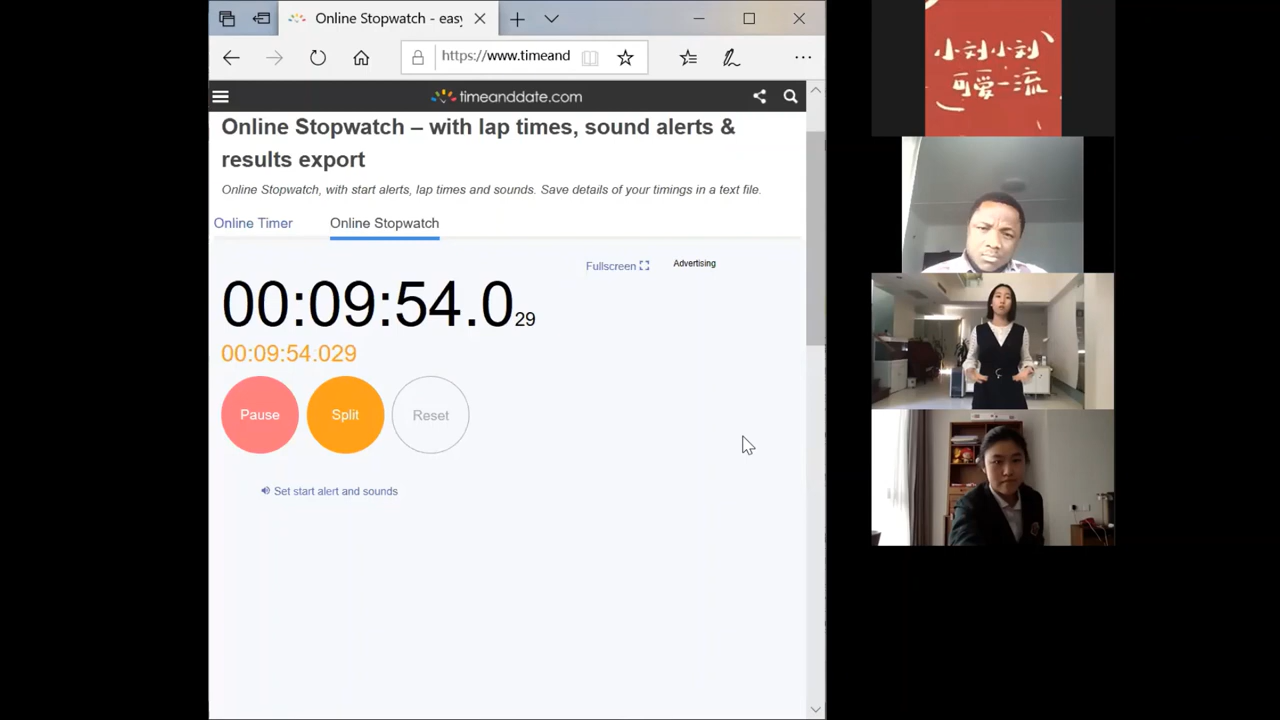 Online Stopwatch - easy
https://www.timeand
timeanddate.com
Online Stopwatch – with lap times, sound alerts &
results export
Online Stopwatch, with start alerts, lap times and sounds. Save details of your timings in a text file.
Online Timer
Online Stopwatch
Fullscreen
Advertising
00:09:54.029
00:09:54.029
Pause
Split
Reset
Set start alert and sounds
小刘小刘
可爱一流